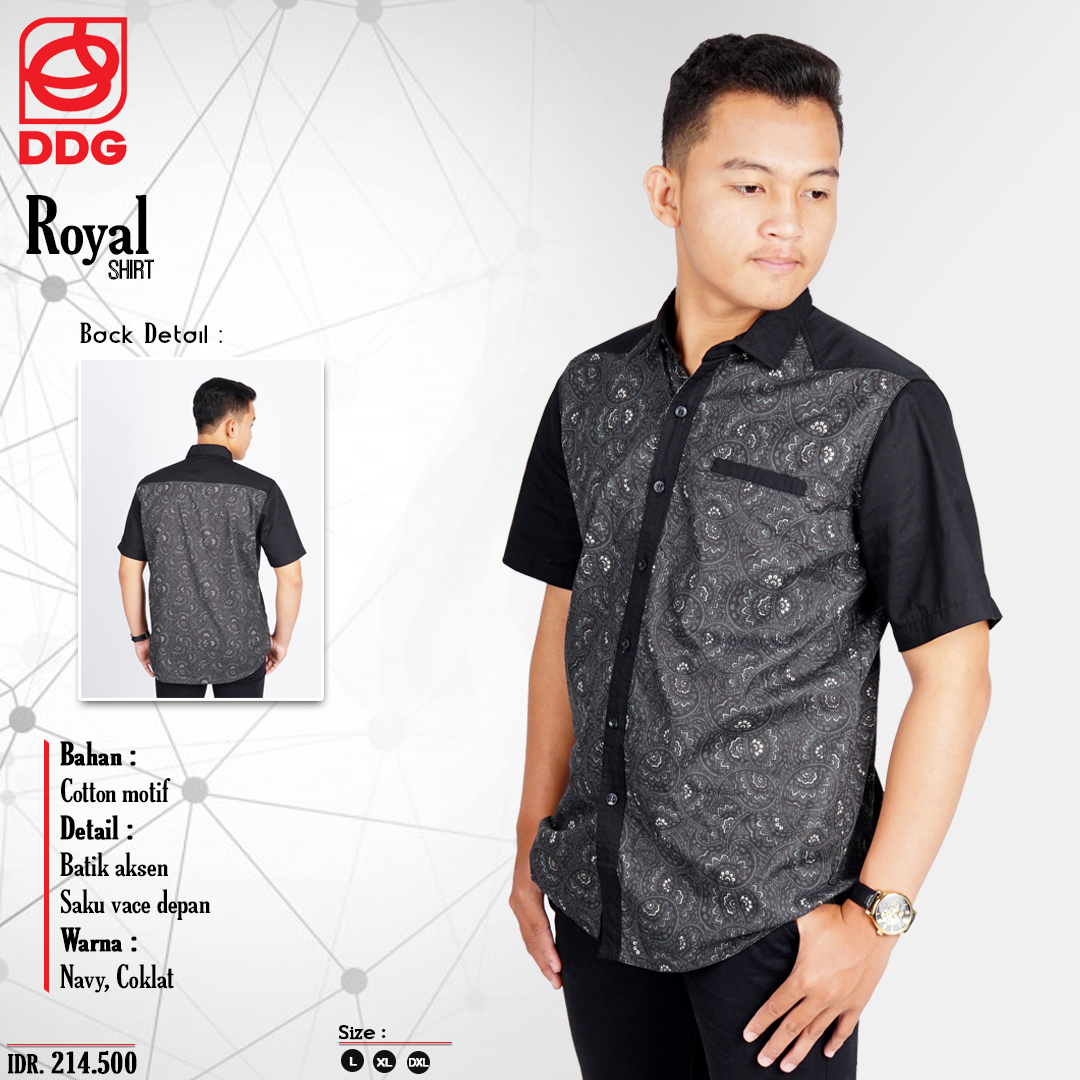 DDG
Royal
SHIRT
Back Detail :
Bahan :
Cotton motif
Detail :
Batik aksen
Saku vace depan
Warna :
Navy, Coklat
IDR. 214.500
Size :
L XL DXL